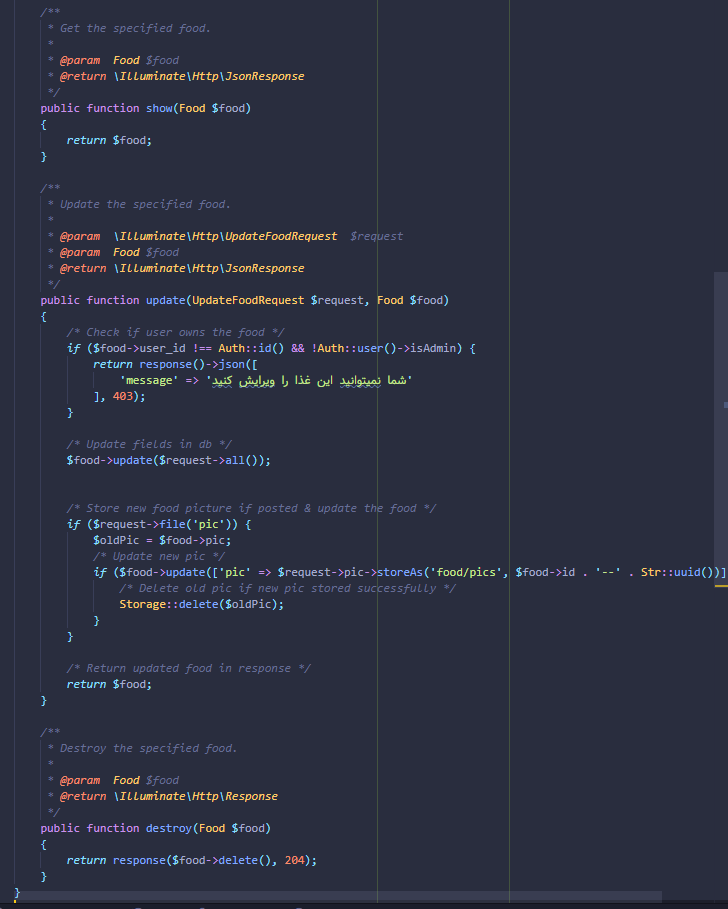 /**
 * Get the specified food.
 *
 * @param  Food $food
 * @return \Illuminate\Http\JsonResponse
 */
public function show(Food $food)
{
    return $food;
}
/**
 * Update the specified food.
 *
 * @param  \Illuminate\Http\UpdateFoodRequest  $request
 * @param  Food $food
 * @return \Illuminate\Http\JsonResponse
 */
public function update(UpdateFoodRequest $request, Food $food)
{
    /* Check if user owns the food */
    if ($food->user_id !== Auth::id() && !Auth::user()->isAdmin) {
        return response()->json([
            'message' => 'شما نمیتوانید این غذا را ویرایش کنید'
        ], 403);
    }
    /* Update fields in db */
    $food->update($request->all());
    /* Store new food picture if posted & update the food */
    if ($request->file('pic')) {
        $oldPic = $food->pic;
        /* Update new pic */
        if ($food->update(['pic' => $request->pic->storeAs('food/pics', $food->id . '--' . Str::uuid())]
            /* Delete old pic if new pic stored successfully */
            Storage::delete($oldPic);
        }
    }
    /* Return updated food in response */
    return $food;
}
/**
 * Destroy the specified food.
 *
 * @param  Food $food
 * @return \Illuminate\Http\Response
 */
public function destroy(Food $food)
{
    return response($food->delete(), 204);
}
}